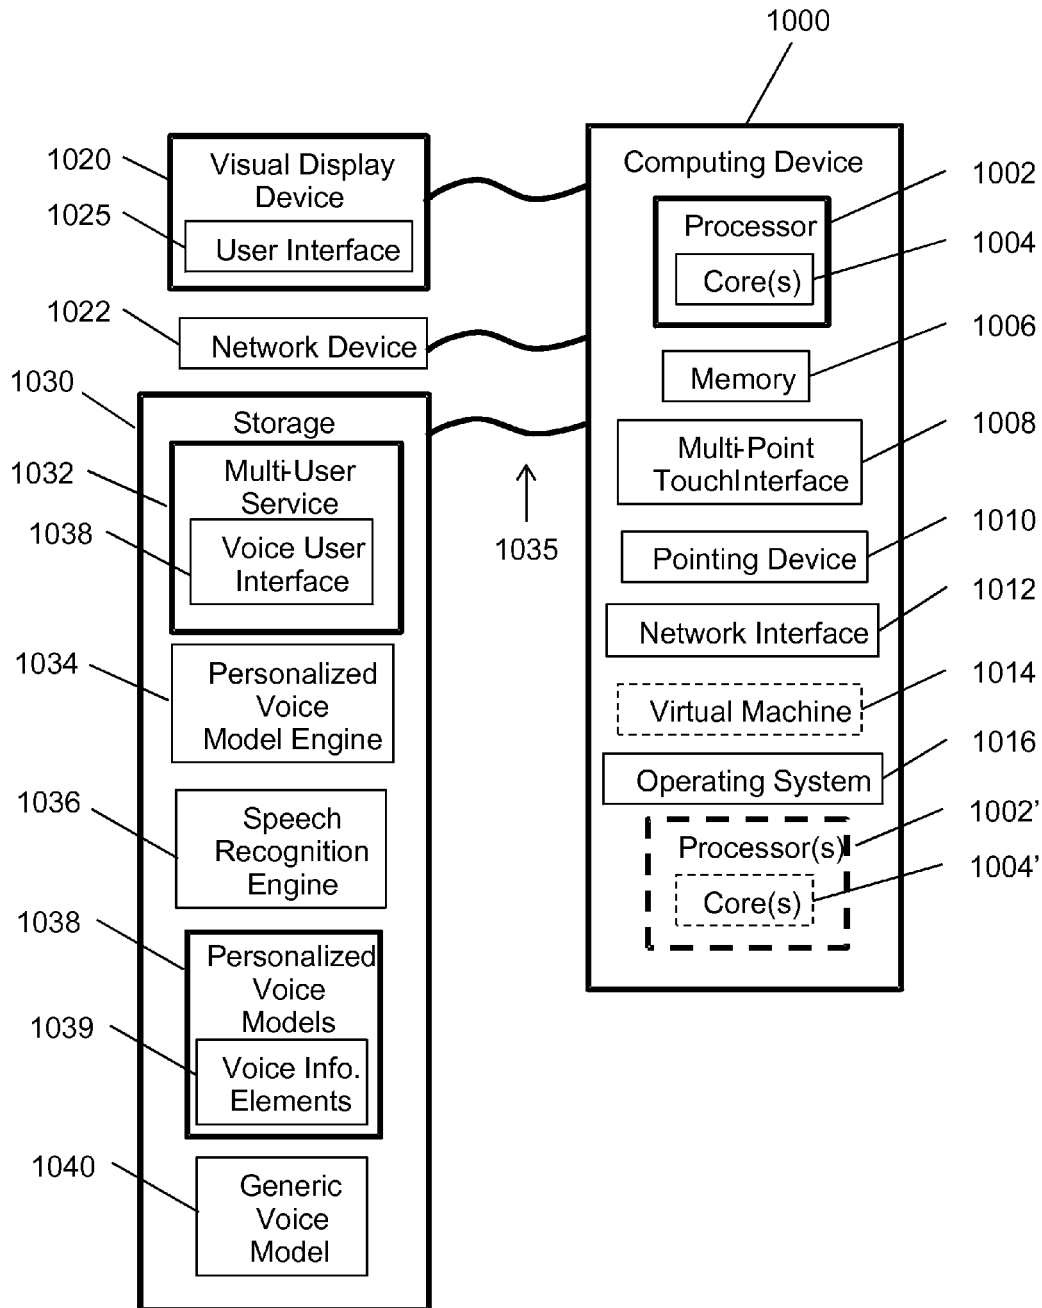 1000
1020
Visual Display
Device
1025
User Interface
1022
Network Device
1030
Storage
1032
Multi-User
Service
1038
Voice User
Interface
1035
1034
Personalized
Voice
Model Engine
1036
Speech
Recognition
Engine
1038
Personalized
Voice
Models
1039
Voice Info.
Elements
1040
Generic
Voice
Model
Computing Device
1002
Processor
1004
Core(s)
1006
Memory
1008
Multi-Point
TouchInterface
1010
Pointing Device
1012
Network Interface
1014
Virtual Machine
1016
Operating System
1002’
Processor(s)
1004’
Core(s)